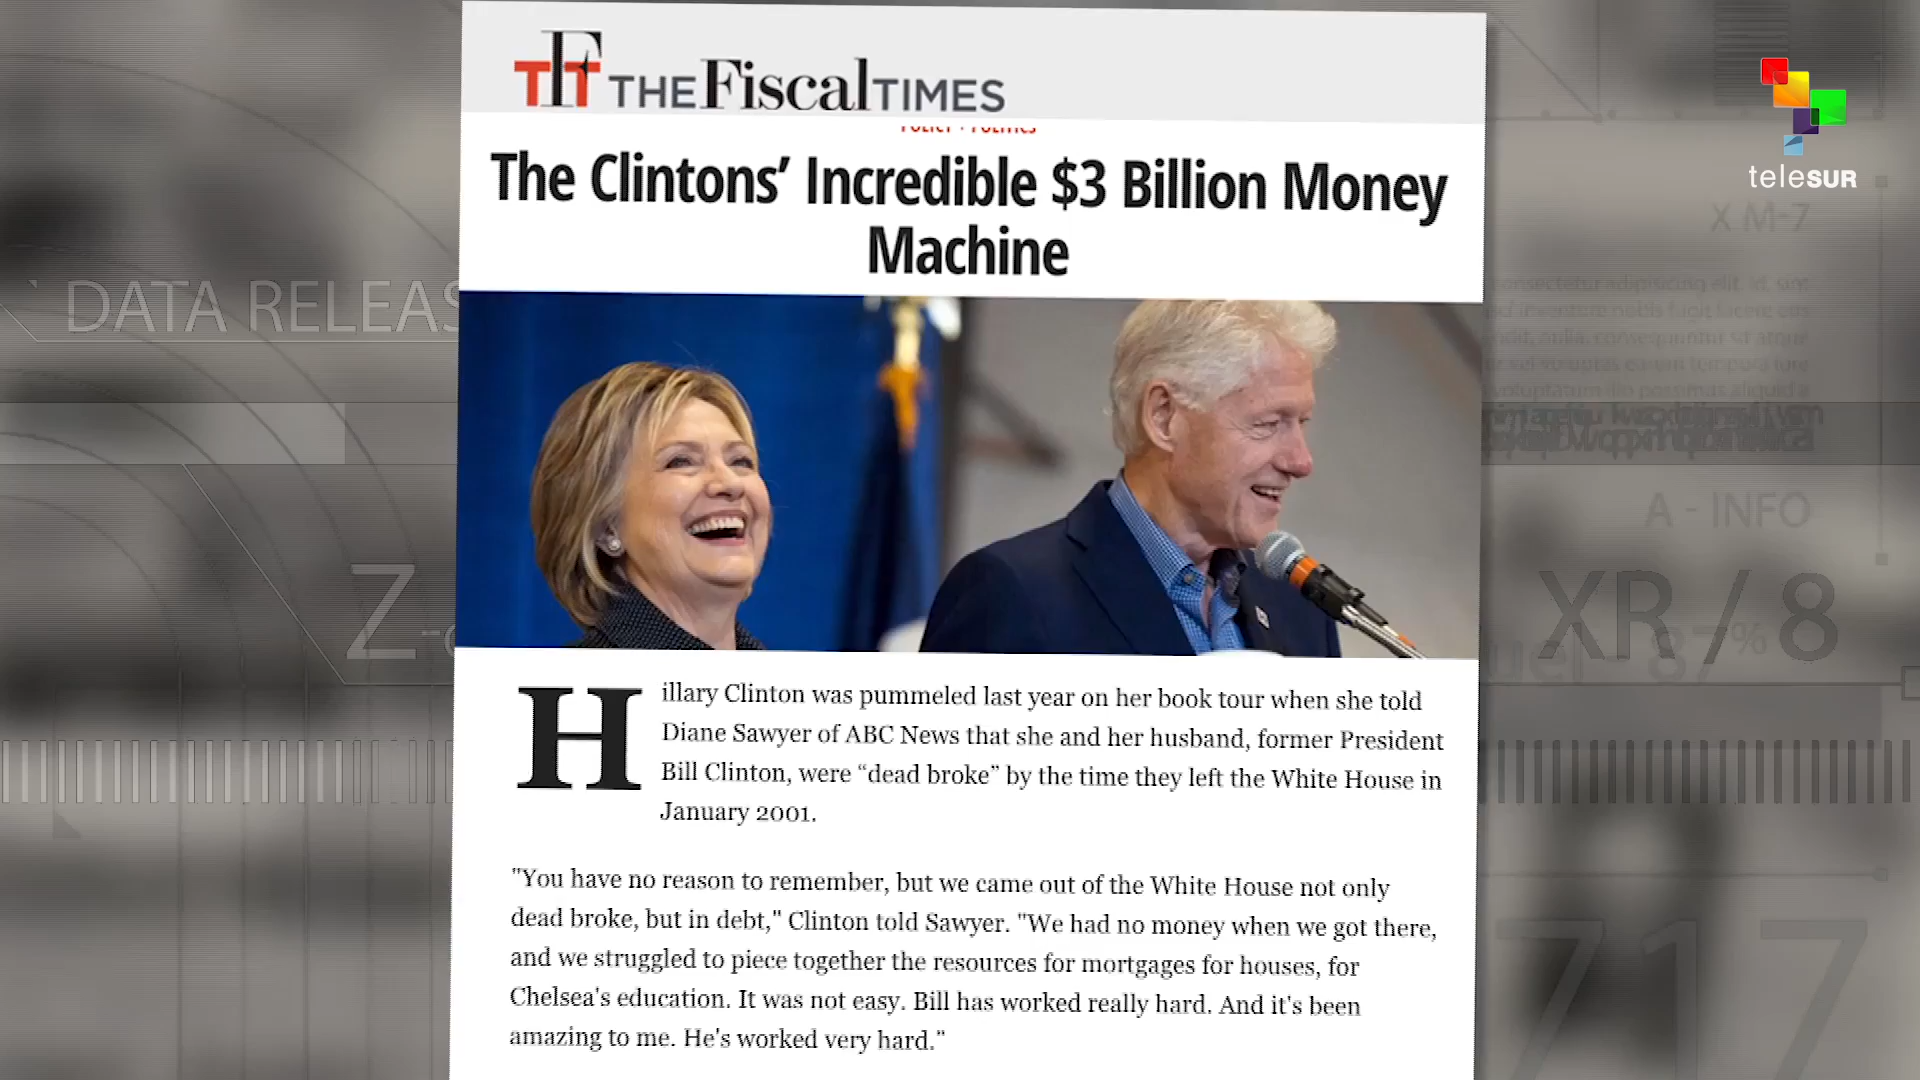 THE Fiscal TIMES
POLICY + POLITICS
The Clintons’ Incredible $3 Billion Money
Machine
Hillary Clinton was pummeled last year on her book tour when she told
Diane Sawyer of ABC News that she and her husband, former President
Bill Clinton, were “dead broke” by the time they left the White House in
January 2001.
"You have no reason to remember, but we came out of the White House not only
dead broke, but in debt," Clinton told Sawyer. "We had no money when we got there,
and we struggled to piece together the resources for mortgages for houses, for
Chelsea's education. It was not easy. Bill has worked really hard. And it's been
amazing to me. He's worked very hard."
teleSUR
DATA RELEAS
Z
X M-7
A - INFO
XR / 8
87%
717